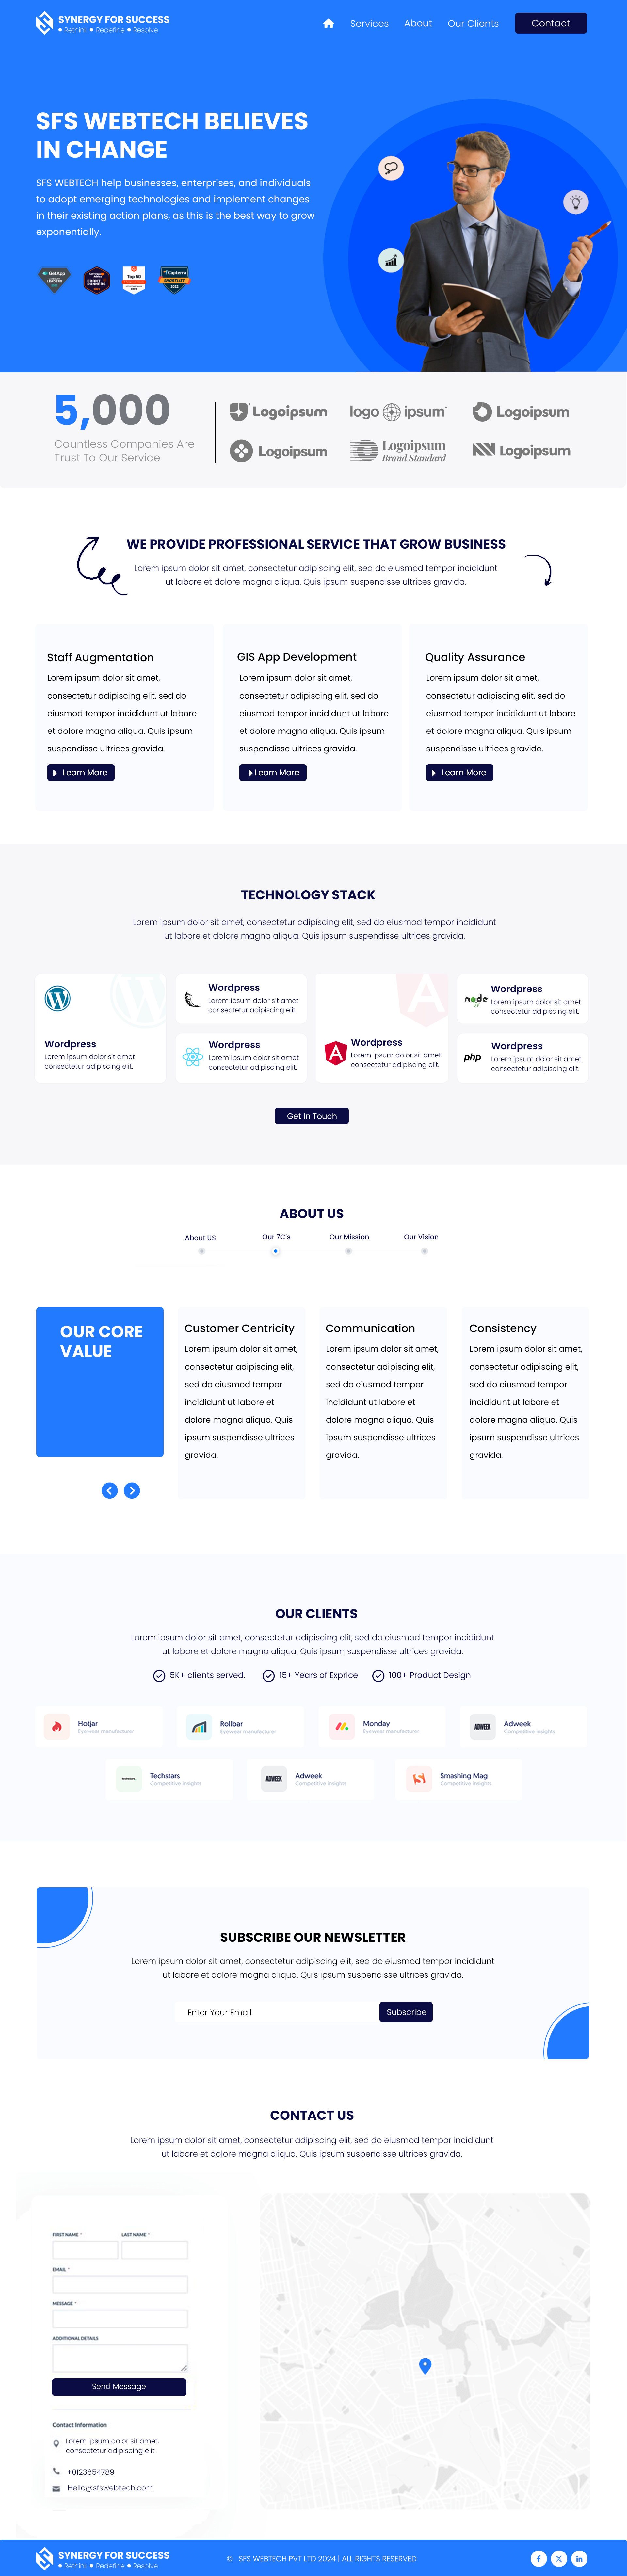 SYNERGY FOR SUCCESS
Rethink Redefine Resolve
Services About Our Clients Contact
SFS WEBTECH BELIEVES
IN CHANGE
SFS WEBTECH help businesses, enterprises, and individuals
to adopt emerging technologies and implement changes
in their existing action plans, as this is the best way to grow
exponentially.
GetApp
LEADERS
FRONT
RUNNERS
Top 50
Capterra
SHORTLIST
2022
5,000
Countless Companies Are
Trust To Our Service
Logoipsum
logo ipsum
Logoipsum
Logoipsum
Logoipsum
Brand Standard
Logoipsum
WE PROVIDE PROFESSIONAL SERVICE THAT GROW BUSINESS
Lorem ipsum dolor sit amet, consectetur adipiscing elit, sed do eiusmod tempor incididunt
ut labore et dolore magna aliqua. Quis ipsum suspendisse ultrices gravida.
Staff Augmentation
Lorem ipsum dolor sit amet,
consectetur adipiscing elit, sed do
eiusmod tempor incididunt ut labore
et dolore magna aliqua. Quis ipsum
suspendisse ultrices gravida.
Learn More
GIS App Development
Lorem ipsum dolor sit amet,
consectetur adipiscing elit, sed do
eiusmod tempor incididunt ut labore
et dolore magna aliqua. Quis ipsum
suspendisse ultrices gravida.
Learn More
Quality Assurance
Lorem ipsum dolor sit amet,
consectetur adipiscing elit, sed do
eiusmod tempor incididunt ut labore
et dolore magna aliqua. Quis ipsum
suspendisse ultrices gravida.
Learn More
TECHNOLOGY STACK
Lorem ipsum dolor sit amet, consectetur adipiscing elit, sed do eiusmod tempor incididunt
ut labore et dolore magna aliqua. Quis ipsum suspendisse ultrices gravida.
Wordpress
Lorem ipsum dolor sit amet
consectetur adipiscing elit.
Wordpress
Lorem ipsum dolor sit amet
consectetur adipiscing elit.
Wordpress
Lorem ipsum dolor sit amet
consectetur adipiscing elit.
Wordpress
Lorem ipsum dolor sit amet
consectetur adipiscing elit.
node
Wordpress
Lorem ipsum dolor sit amet
consectetur adipiscing elit.
php
Wordpress
Lorem ipsum dolor sit amet
consectetur adipiscing elit.
Get In Touch
ABOUT US
About US Our 7C's Our Mission Our Vision
OUR CORE
VALUE
Customer Centricity
Lorem ipsum dolor sit amet,
consectetur adipiscing elit,
sed do eiusmod tempor
incididunt ut labore et
dolore magna aliqua. Quis
ipsum suspendisse ultrices
gravida.
Communication
Lorem ipsum dolor sit amet,
consectetur adipiscing elit,
sed do eiusmod tempor
incididunt ut labore et
dolore magna aliqua. Quis
ipsum suspendisse ultrices
gravida.
Consistency
Lorem ipsum dolor sit amet,
consectetur adipiscing elit,
sed do eiusmod tempor
incididunt ut labore et
dolore magna aliqua. Quis
ipsum suspendisse ultrices
gravida.
OUR CLIENTS
Lorem ipsum dolor sit amet, consectetur adipiscing elit, sed do eiusmod tempor incididunt
ut labore et dolore magna aliqua. Quis ipsum suspendisse ultrices gravida.
5K+ clients served. 15+ Years of Exprice 100+ Product Design
Hotjar
Eyewear manufacturer
Rollbar
Eyewear manufacturer
Monday
Eyewear manufacturer
ADWEEK
Adweek
Competitive insights
techstars_
Techstars
Competitive insights
ADWEEK
Adweek
Competitive insights
Smashing Mag
Competitive insights
SUBSCRIBE OUR NEWSLETTER
Lorem ipsum dolor sit amet, consectetur adipiscing elit, sed do eiusmod tempor incididunt
ut labore et dolore magna aliqua. Quis ipsum suspendisse ultrices gravida.
Enter Your Email Subscribe
CONTACT US
Lorem ipsum dolor sit amet, consectetur adipiscing elit, sed do eiusmod tempor incididunt
ut labore et dolore magna aliqua. Quis ipsum suspendisse ultrices gravida.
FIRST NAME * LAST NAME *
EMAIL *
MESSAGE *
ADDITIONAL DETAILS
Send Message
Contact Information
Lorem ipsum dolor sit amet,
consectetur adipiscing elit
+0123654789
Hello@sfswebtech.com
SYNERGY FOR SUCCESS
Rethink Redefine Resolve
© SFS WEBTECH PVT LTD 2024 | ALL RIGHTS RESERVED